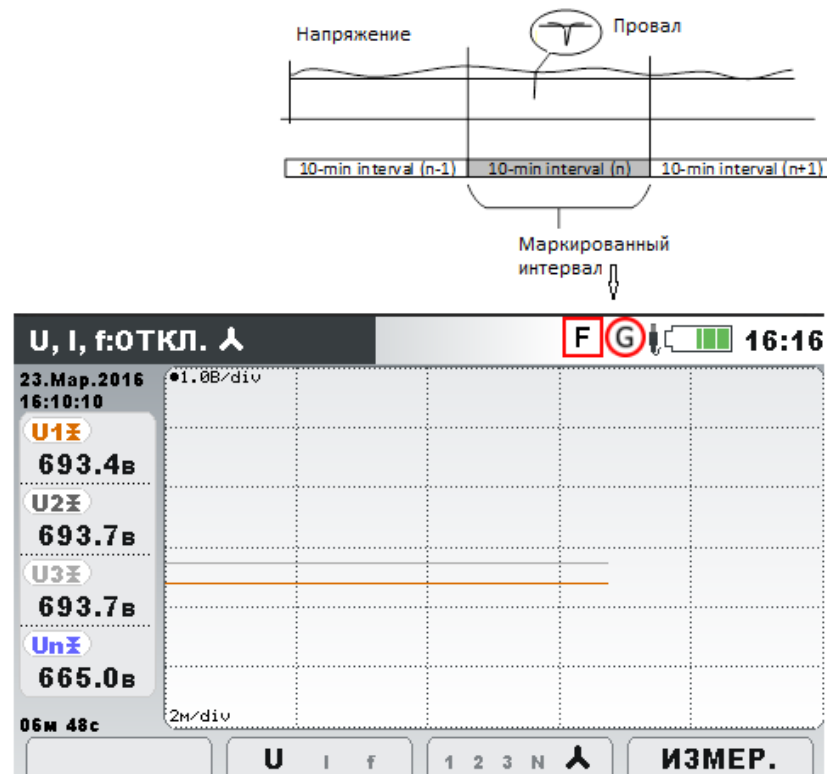 Напряжение
Провал
10-min interval (n-1)
10-min interval (n)
10-min interval (n+1)
Маркированный
интервал
U, I, f:ОТКЛ.
F G 16:16
23.Мар.2016
16:10:10
●1.0В/div
U1
693.4В
U2
693.7В
U3
693.7В
Un
665.0В
06м 48с
2м/div
U I f
1 2 3 N
ИЗМЕР.